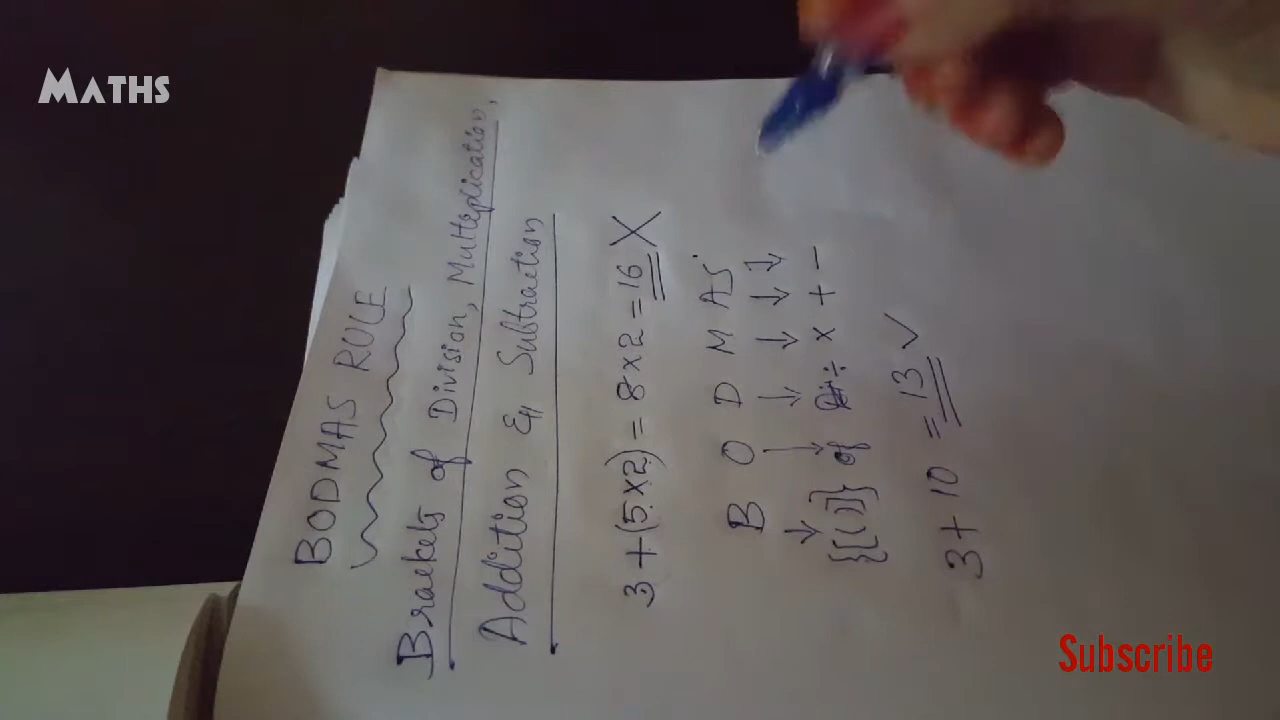 MATHS
BODMAS RULE
Brackets of Division, Multiplication,
Addition & Subtraction
3+(5×2) = 8×2 = 16 X
B O D M A S
↓ ↓ ↓ ↓ ↓ ↓
{[()]} of ÷ × + −
3+10 = 13 ✓
Subscribe